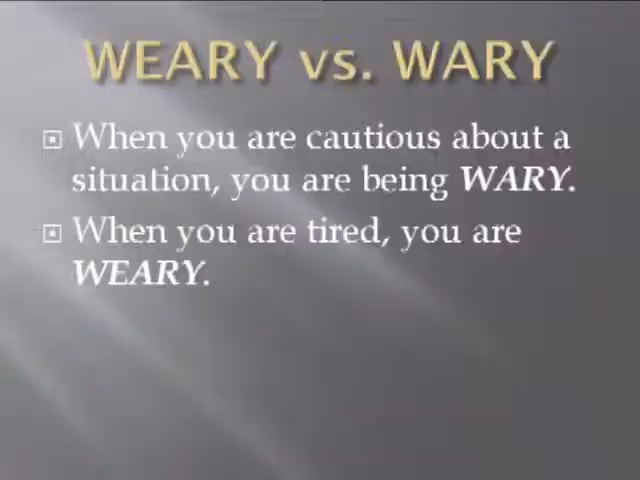 WEARY vs. WARY
When you are cautious about a
situation, you are being WARY.
When you are tired, you are
WEARY.